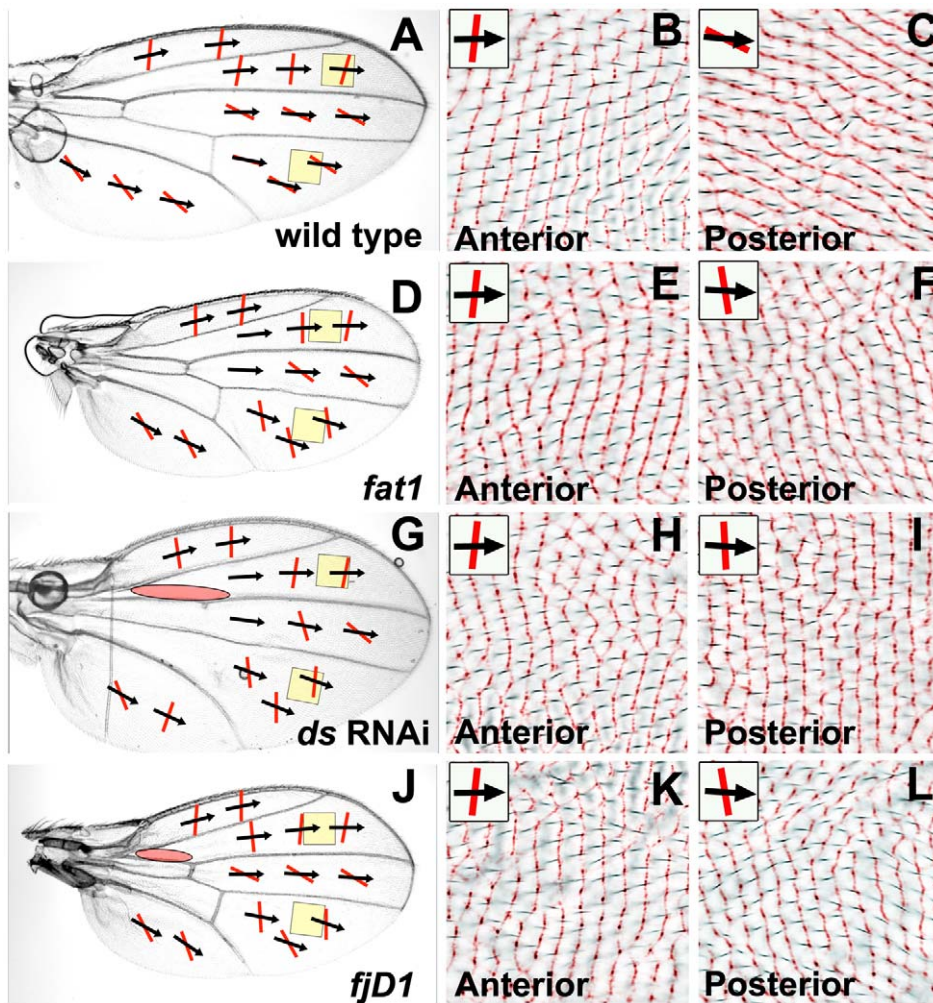 A
wild type
B
Anterior
C
Posterior
D
fat1
E
Anterior
F
Posterior
G
ds RNAi
H
Anterior
I
Posterior
J
fjD1
K
Anterior
L
Posterior